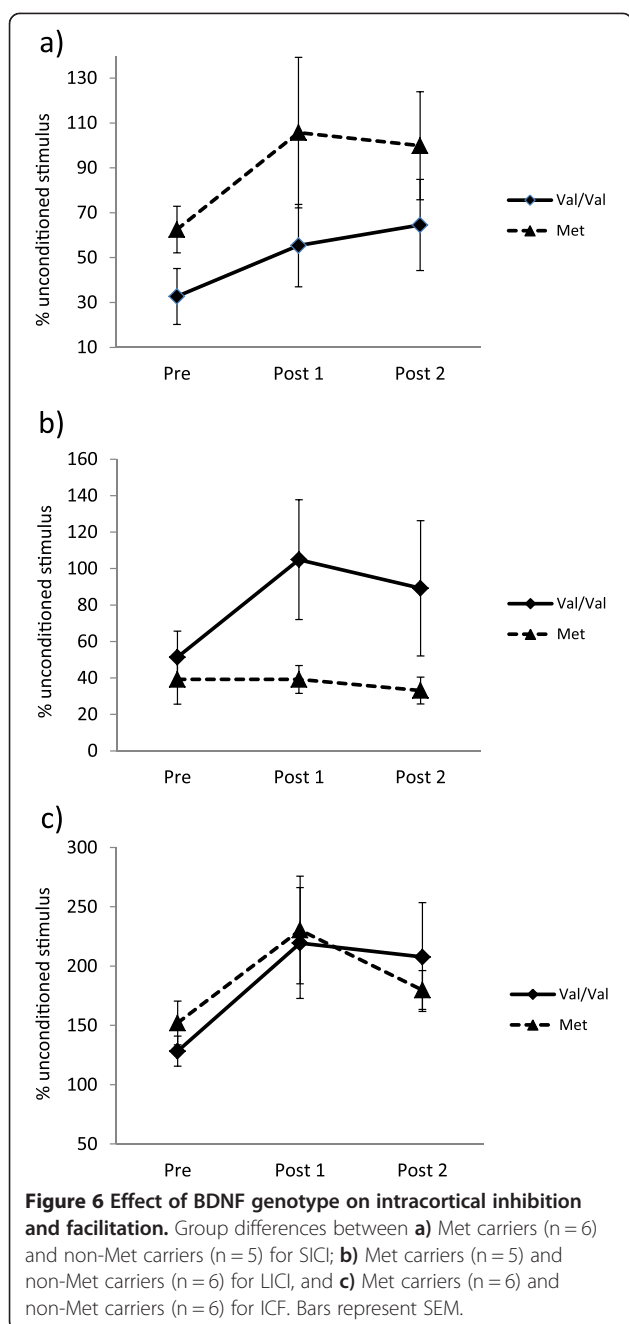 a)
130
110
90
70
50
30
10
% unconditioned stimulus
Pre Post 1 Post 2
Val/Val
Met
b)
160
140
120
100
80
60
40
20
0
% unconditioned stimulus
Pre Post 1 Post 2
Val/Val
Met
c)
300
250
200
150
100
50
% unconditioned stimulus
Pre Post 1 Post 2
Val/Val
Met
Figure 6 Effect of BDNF genotype on intracortical inhibition
and facilitation. Group differences between a) Met carriers (n = 6)
and non-Met carriers (n = 5) for SICI; b) Met carriers (n = 5) and
non-Met carriers (n = 6) for LICI, and c) Met carriers (n = 6) and
non-Met carriers (n = 6) for ICF. Bars represent SEM.